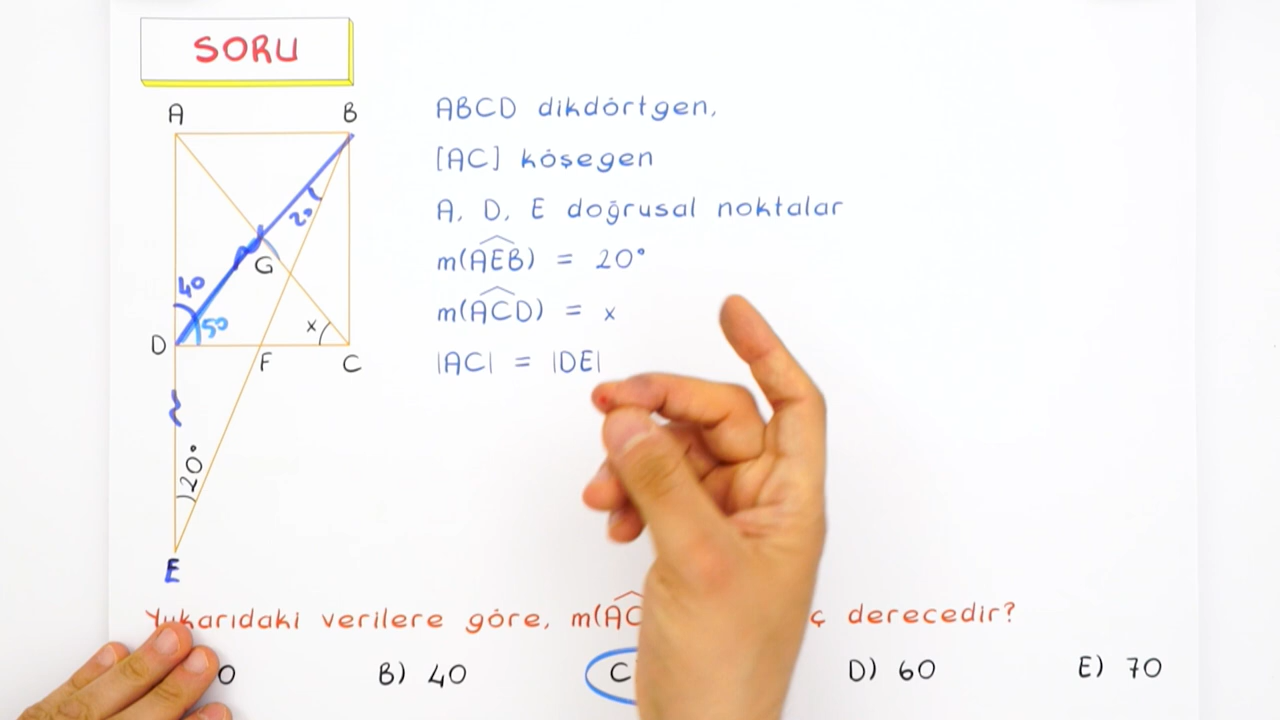 SORU
A
B
ABCD dikdörtgen,
[AC] köşegen
A, D, E doğrusal noktalar
m(AEB) = 20°
m(ACD) = x
|AC| = |DE|
20
G
40
50
x
D
F
C
20°
E
Yukarıdaki verilere göre, m(AC ç derecedir?
0 B) 40 C D) 60 E) 70